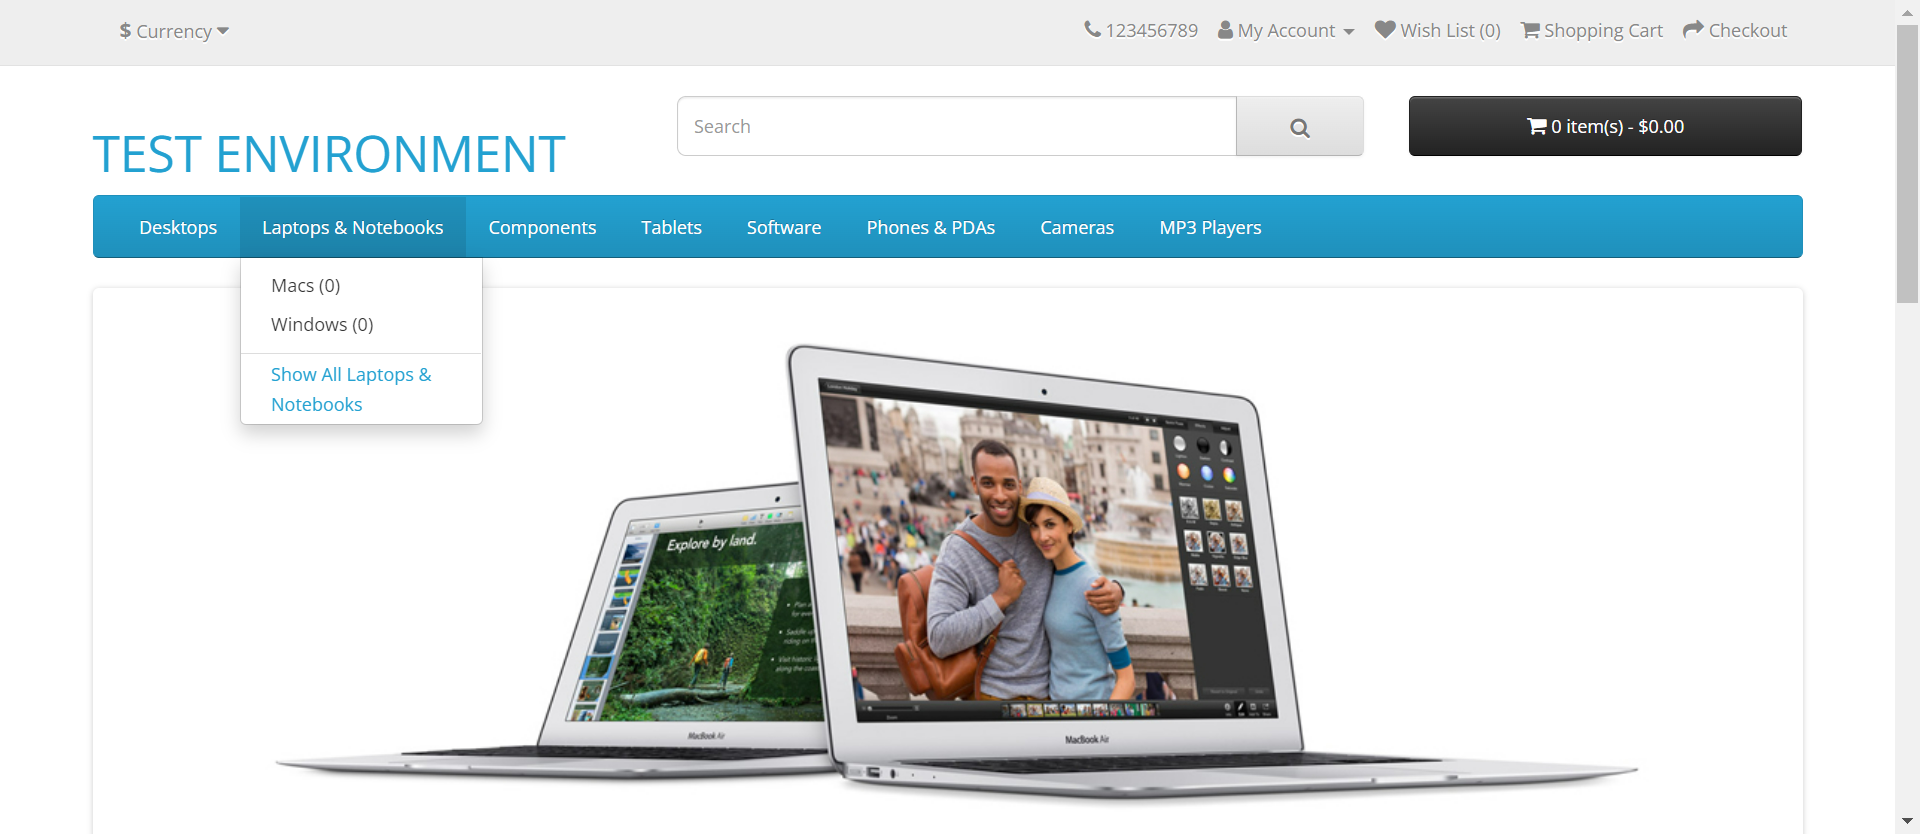 $ Currency
123456789 My Account Wish List (0) Shopping Cart Checkout
TEST ENVIRONMENT
Search
0 item(s) - $0.00
Desktops Laptops & Notebooks Components Tablets Software Phones & PDAs Cameras MP3 Players
Macs (0)
Windows (0)
Show All Laptops &
Notebooks
Explore by land.
MacBook Air
MacBook Air